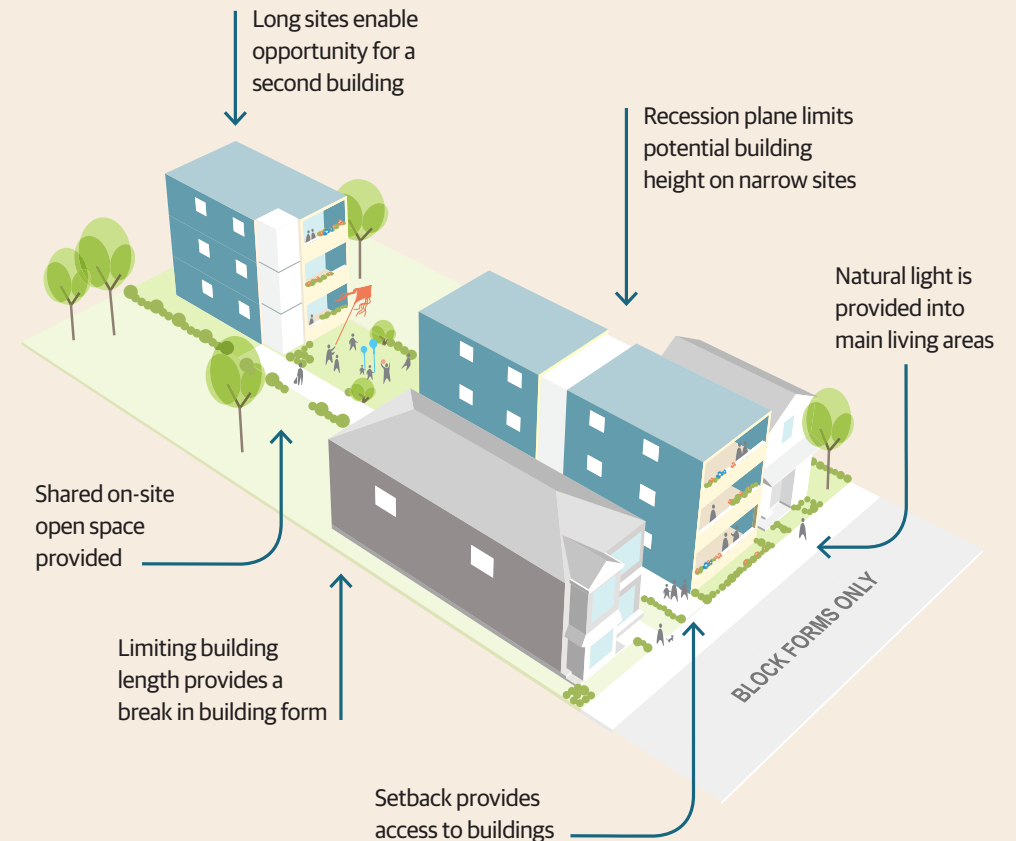 Long sites enable
opportunity for a
second building
Recession plane limits
potential building
height on narrow sites
Natural light is
provided into
main living areas
Shared on-site
open space
provided
Limiting building
length provides a
break in building form
BLOCK FORMS ONLY
Setback provides
access to buildings